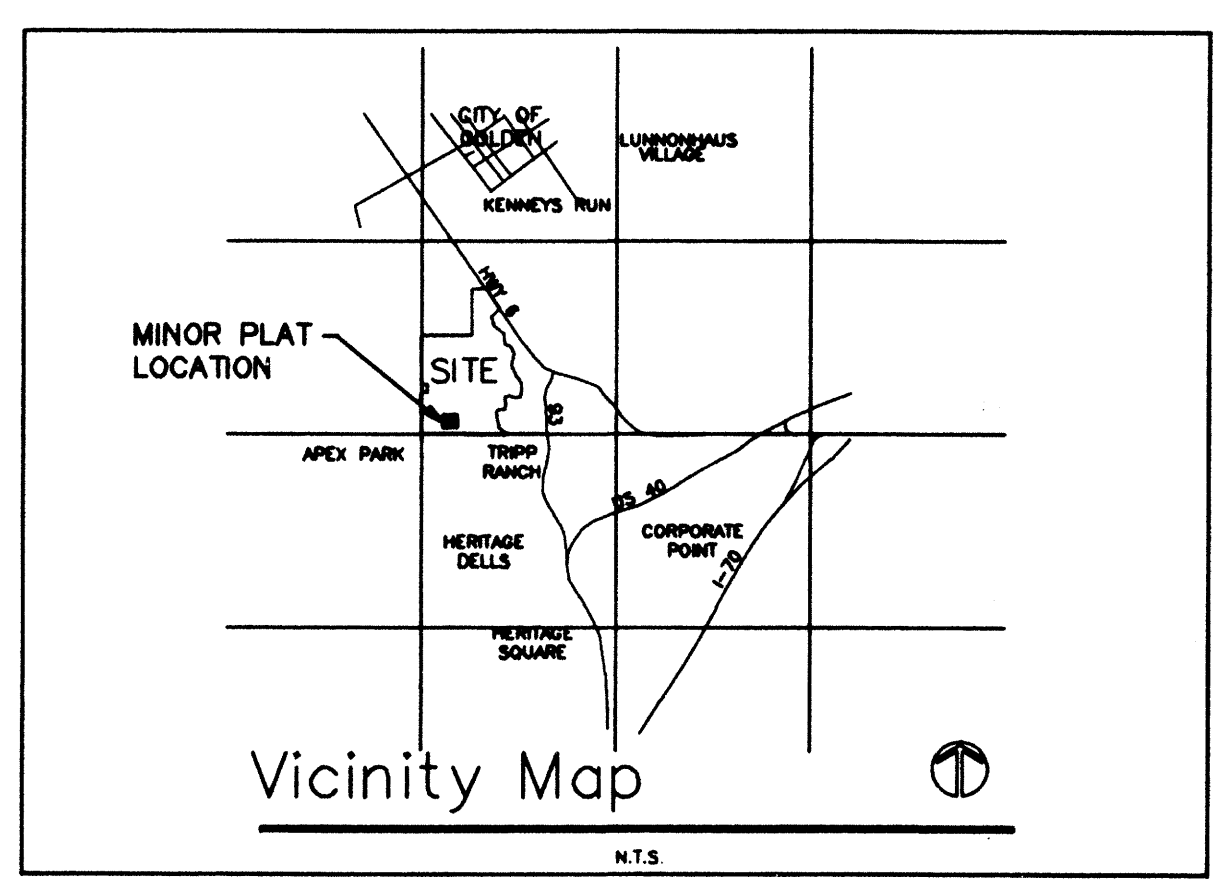 CITY OF
GOLDEN
LUNNONHAUS
VILLAGE
KENNEYS RUN
HWY 6
MINOR PLAT
LOCATION
SITE
93
APEX PARK
TRIPP
RANCH
US 40
CORPORATE
POINT
HERITAGE
DELLS
I-70
HERITAGE
SQUARE
Vicinity Map
N.T.S.